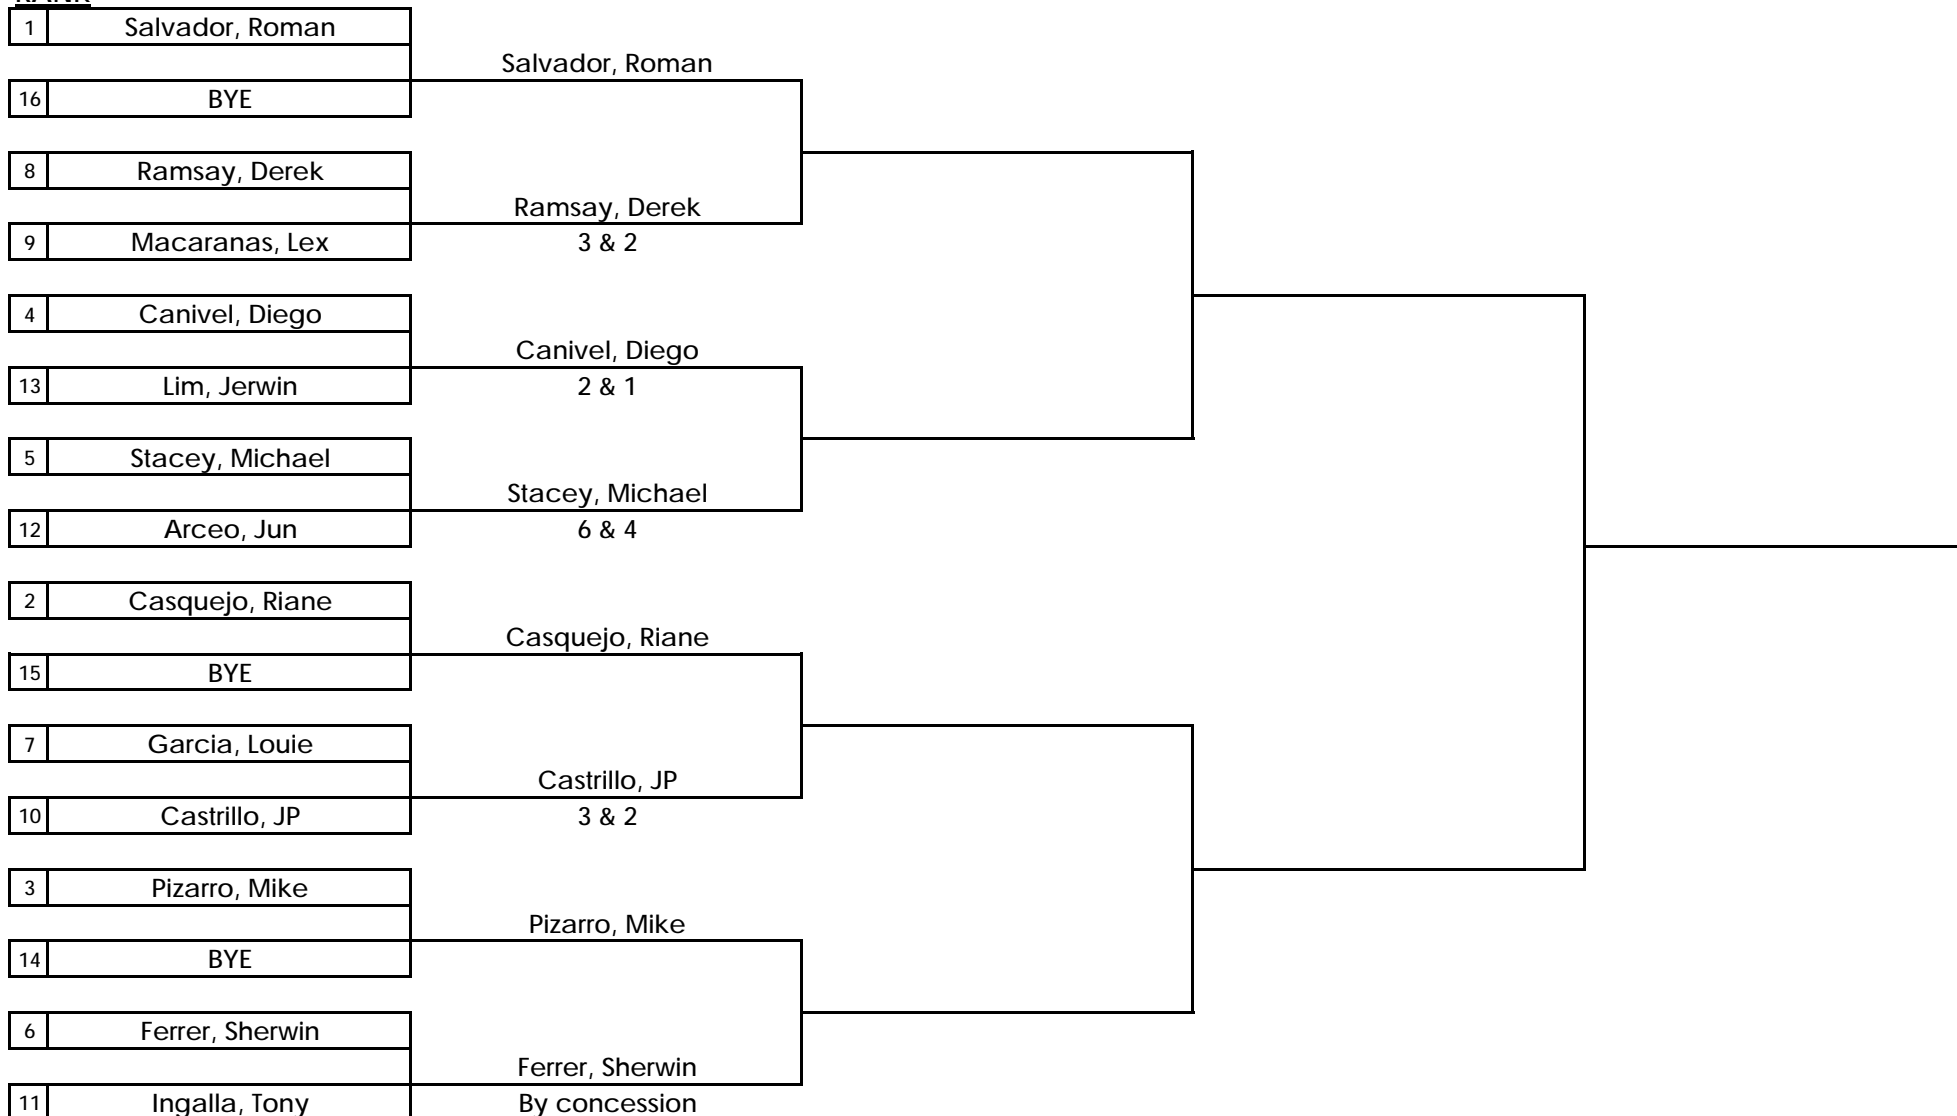 RANK
1 Salvador, Roman
Salvador, Roman
16 BYE
8 Ramsay, Derek
Ramsay, Derek
9 Macaranas, Lex 3 & 2
4 Canivel, Diego
Canivel, Diego
13 Lim, Jerwin 2 & 1
5 Stacey, Michael
Stacey, Michael
12 Arceo, Jun 6 & 4
2 Casquejo, Riane
Casquejo, Riane
15 BYE
7 Garcia, Louie
Castrillo, JP
10 Castrillo, JP 3 & 2
3 Pizarro, Mike
Pizarro, Mike
14 BYE
6 Ferrer, Sherwin
Ferrer, Sherwin
11 Ingalla, Tony By concession